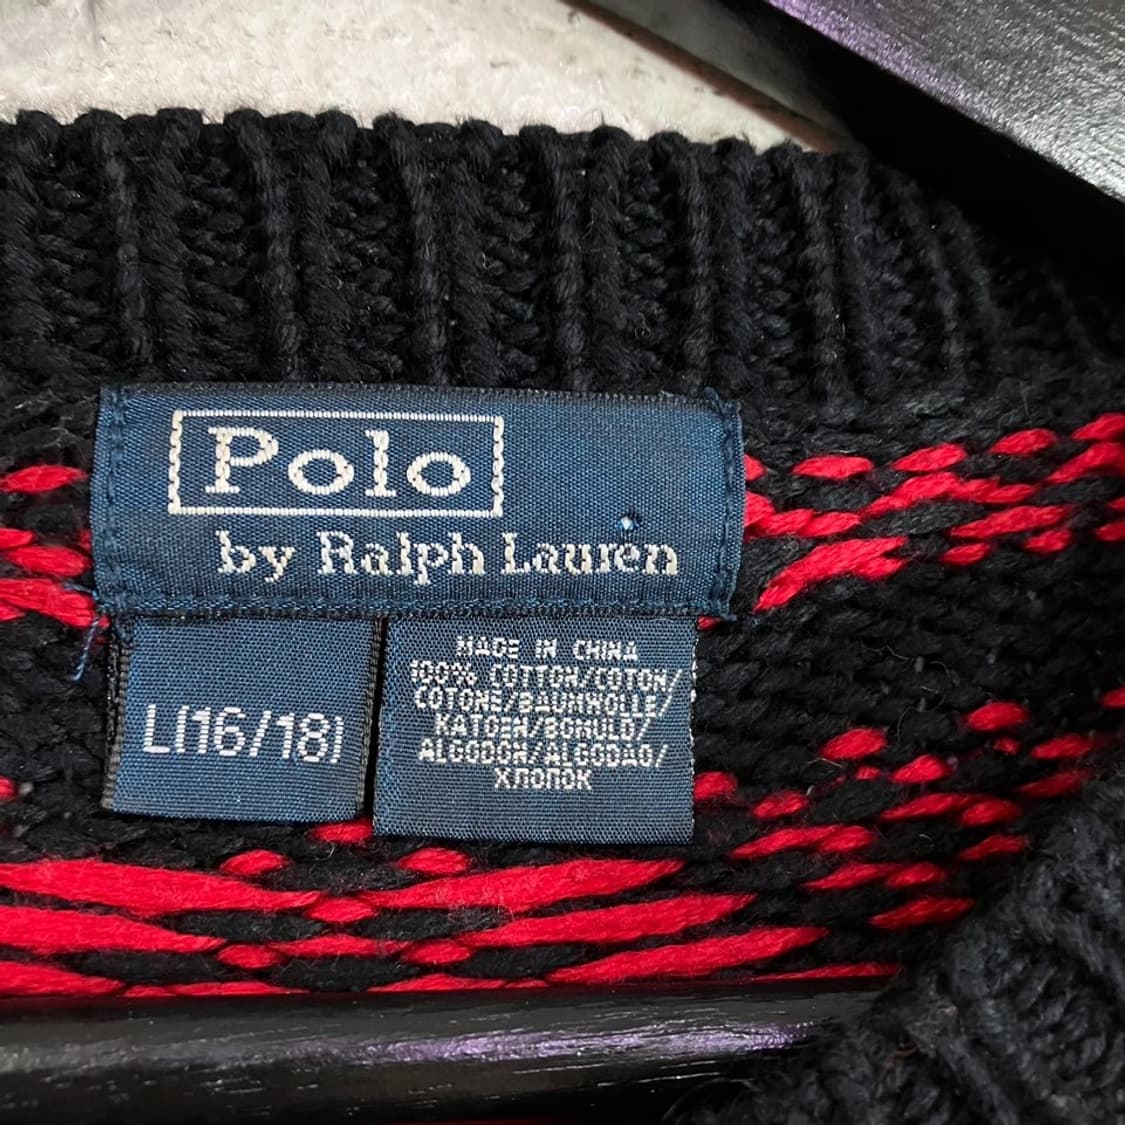 Polo
by Ralph Lauren
L(16/18)
MADE IN CHINA
100% COTTON/COTON/
COTONE/BAUMWOLLE/
KATOEN/BOMULD/
ALGODON/ALGODAO/
ХЛОПОК